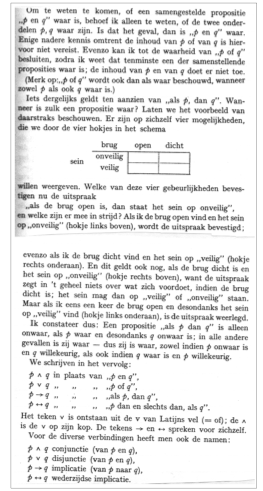 Om te weten te komen, of een samengestelde propositie
„p en q” waar is, behoef ik alleen te weten, of de twee onder-
delen p, q waar zijn. Is dat het geval, dan is „p en q” waar.
Enige nadere kennis omtrent de inhoud van p of van q is hier-
voor niet vereist. Evenzo kan ik tot de waarheid van „p of q”
besluiten, zodra ik weet dat tenminste een der samenstellende
proposities waar is; de inhoud van p en van q doet er niet toe.
(Merk op: „p of q” wordt ook dan als waar beschouwd, wanneer
zowel p als ook q waar is.)
Iets dergelijks geldt ten aanzien van „als p, dan q”. Wan-
neer is zulk een propositie waar? Laten we het voorbeeld van
daarstraks beschouwen. Er zijn op zichzelf vier mogelijkheden,
die we door de vier hokjes in het schema
brug open dicht
sein onveilig
veilig
willen weergeven. Welke van deze vier gebeurlijkheden beves-
tigen nu de uitspraak
„als de brug open is, dan staat het sein op onveilig”,
en welke zijn er mee in strijd? Als ik de brug open vind en het sein
op „onveilig” (hokje links boven), wordt de uitspraak bevestigd;
evenzo als ik de brug dicht vind en het sein op „veilig” (hokje
rechts onderaan). En dit geldt ook nog, als de brug dicht is en
het sein op „onveilig” (hokje rechts boven), want de uitspraak
zegt in 't geheel niets over wat zich voordoet, indien de brug
dicht is; het sein mag dan op „veilig” of „onveilig” staan.
Maar als ik eens een keer de brug open en desondanks het sein
op „veilig” vind (hokje links onderaan), is de uitspraak weerlegd.
Ik constateer dus: Een propositie „als p dan q” is alleen
onwaar, als p waar en desondanks q onwaar is; in alle andere
gevallen is zij waar — dus zij is waar, zowel indien p onwaar is
en q willekeurig, als ook indien q waar is en p willekeurig.
We schrijven in het vervolg:
p ∧ q in plaats van „p en q”,
p ∨ q „ „ „ „p of q”,
p → q „ „ „ „als p, dan q”,
p ↔ q „ „ „ „p dan en slechts dan, als q”.
Het teken v is ontstaan uit de v van Latijns vel (= of); de ∧
is de v op zijn kop. De tekens → en ↔ spreken voor zichzelf.
Voor de diverse verbindingen heeft men ook de namen:
p ∧ q conjunctie (van p en q),
p ∨ q disjunctie (van p en q),
p → q implicatie (van p naar q),
p ↔ q wederzijdse implicatie.